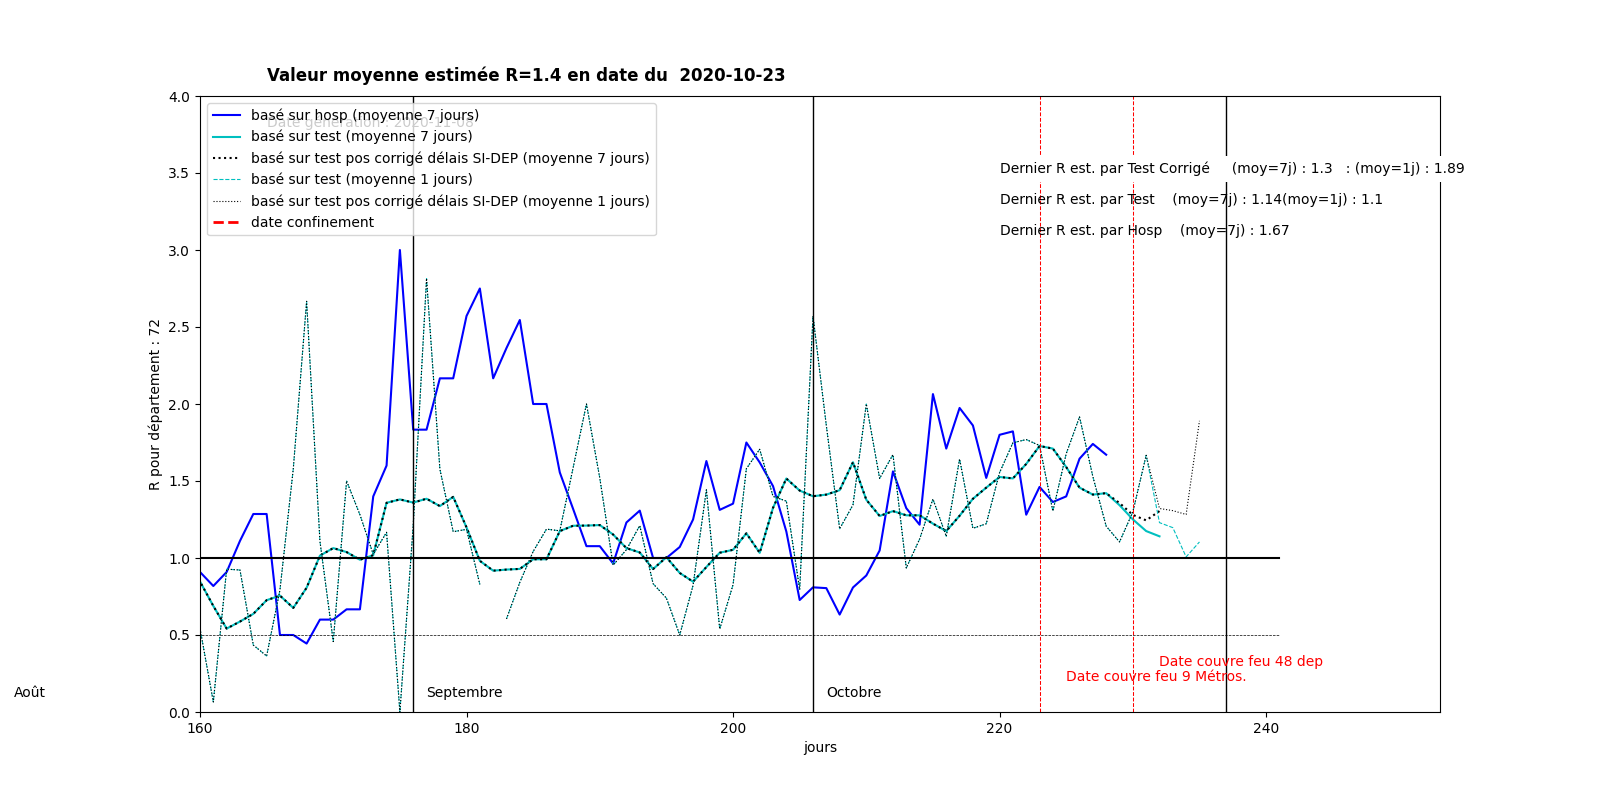 Valeur moyenne estimée R=1.4 en date du  2020-10-23
Date génération : 2020-11-08
basé sur hosp (moyenne 7 jours)
basé sur test (moyenne 7 jours)
basé sur test pos corrigé délais SI-DEP (moyenne 7 jours)
basé sur test (moyenne 1 jours)
basé sur test pos corrigé délais SI-DEP (moyenne 1 jours)
date confinement
Dernier R est. par Test Corrigé     (moy=7j) : 1.3   : (moy=1j) : 1.89
Dernier R est. par Test    (moy=7j) : 1.14(moy=1j) : 1.1
Dernier R est. par Hosp    (moy=7j) : 1.67
4.0
3.5
3.0
2.5
2.0
1.5
1.0
0.5
0.0
R pour département : 72
Date couvre feu 48 dep
Date couvre feu 9 Métros.
Août
Septembre
Octobre
160
180
200
220
240
jours